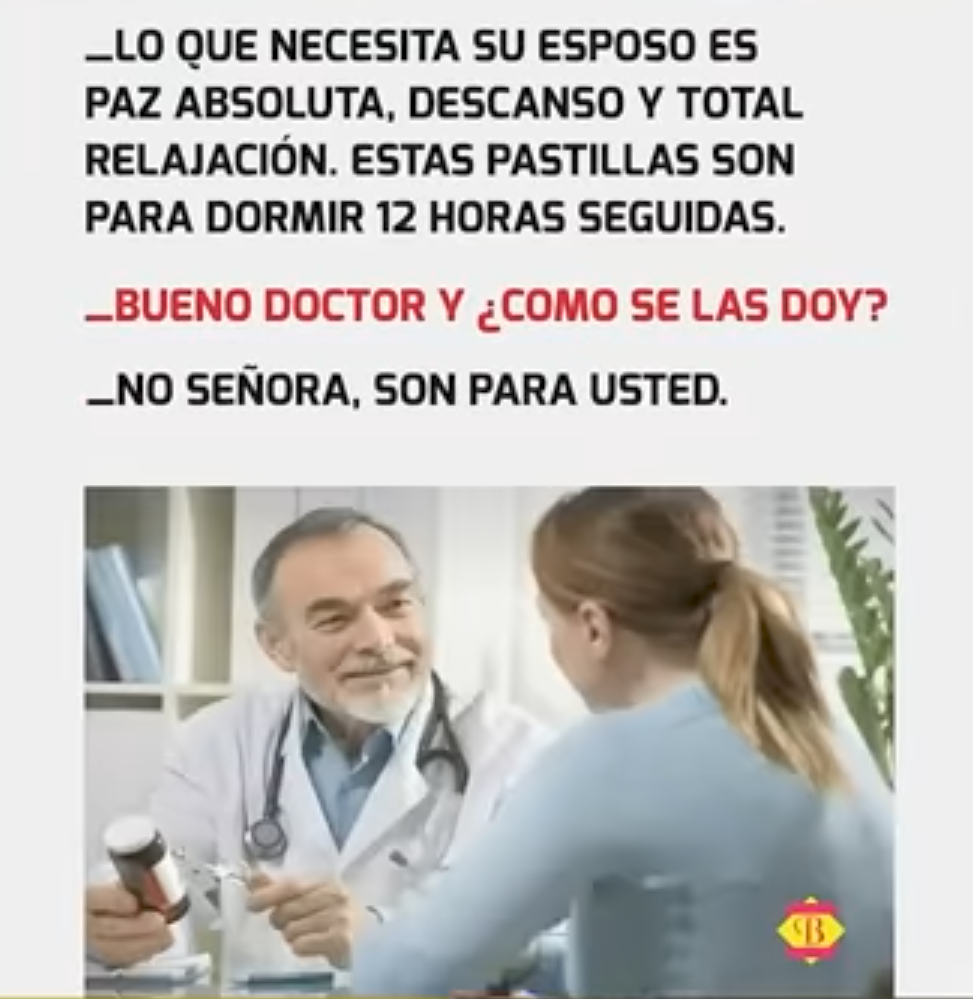 _LO QUE NECESITA SU ESPOSO ES
PAZ ABSOLUTA, DESCANSO Y TOTAL
RELAJACIÓN. ESTAS PASTILLAS SON
PARA DORMIR 12 HORAS SEGUIDAS.
_BUENO DOCTOR Y ¿COMO SE LAS DOY?
_NO SEÑORA, SON PARA USTED.
B